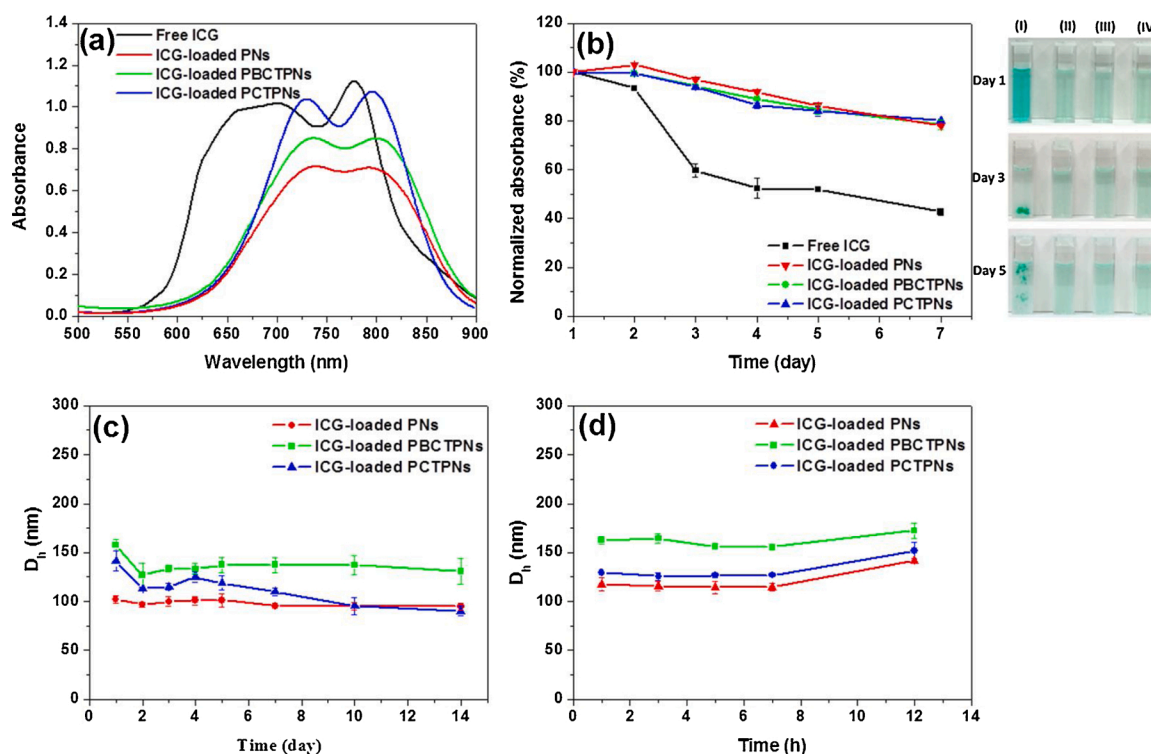 (a)
Free ICG
ICG-loaded PNs
ICG-loaded PBCTPNs
ICG-loaded PCTPNs
1.4
1.2
1.0
0.8
0.6
0.4
0.2
0.0
Absorbance
500 550 600 650 700 750 800 850 900
Wavelength (nm)
(b)
120
100
80
60
40
20
0
Normalized absorbance (%)
Free ICG
ICG-loaded PNs
ICG-loaded PBCTPNs
ICG-loaded PCTPNs
1 2 3 4 5 6 7
Time (day)
(I) (II) (III) (IV
Day 1
Day 3
Day 5
(c)
ICG-loaded PNs
ICG-loaded PBCTPNs
ICG-loaded PCTPNs
300
250
200
150
100
50
0
Dh (nm)
0 2 4 6 8 10 12 14
Time (day)
(d)
ICG-loaded PNs
ICG-loaded PBCTPNs
ICG-loaded PCTPNs
300
250
200
150
100
50
0
Dh (nm)
0 2 4 6 8 10 12 14
Time (h)